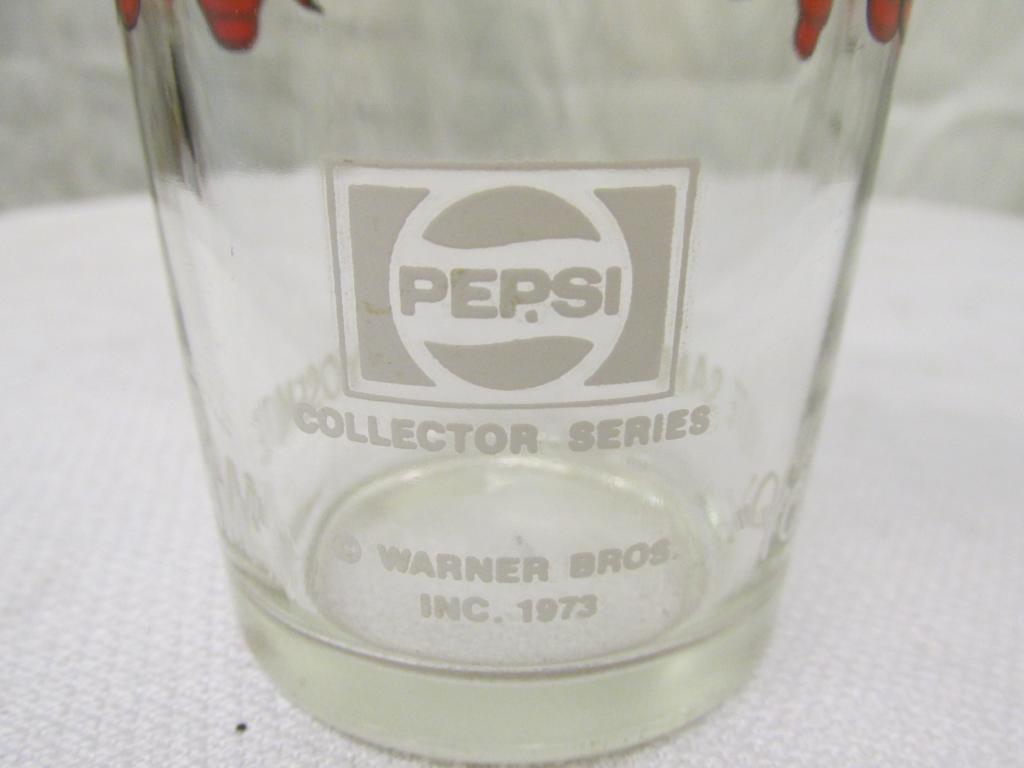 PEPSI
COLLECTOR SERIES
© WARNER BROS.
INC. 1973